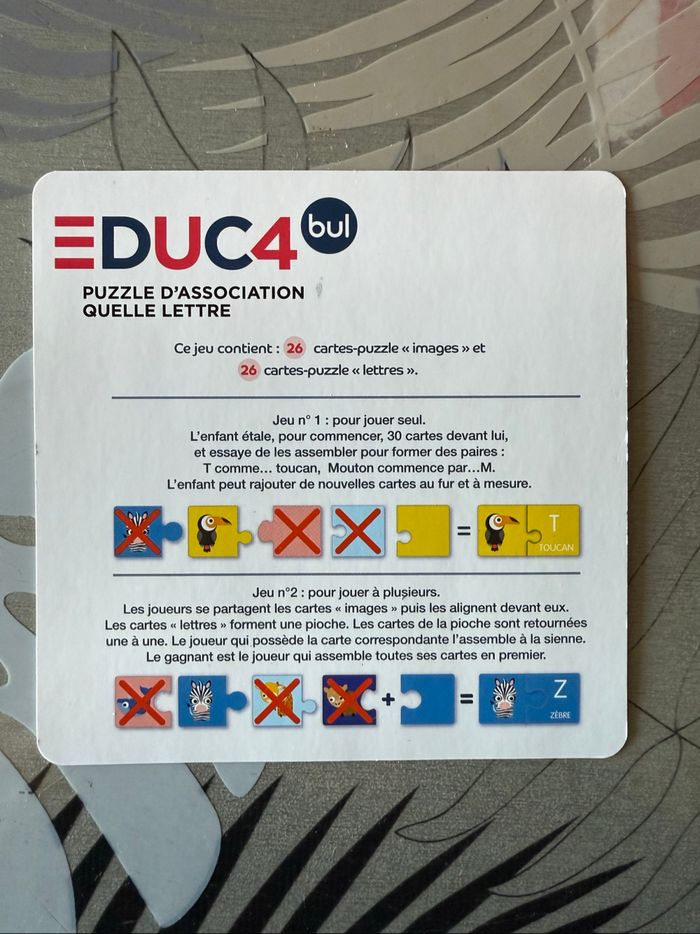 EDUC4 bul
PUZZLE D'ASSOCIATION
QUELLE LETTRE
Ce jeu contient : 26 cartes-puzzle « images » et
26 cartes-puzzle « lettres ».
Jeu n° 1 : pour jouer seul.
L'enfant étale, pour commencer, 30 cartes devant lui,
et essaye de les assembler pour former des paires :
T comme... toucan, Mouton commence par...M.
L'enfant peut rajouter de nouvelles cartes au fur et à mesure.
= T
TOUCAN
Jeu n°2 : pour jouer à plusieurs.
Les joueurs se partagent les cartes « images » puis les alignent devant eux.
Les cartes « lettres » forment une pioche. Les cartes de la pioche sont retournées
une à une. Le joueur qui possède la carte correspondante l'assemble à la sienne.
Le gagnant est le joueur qui assemble toutes ses cartes en premier.
+ = Z
ZÈBRE